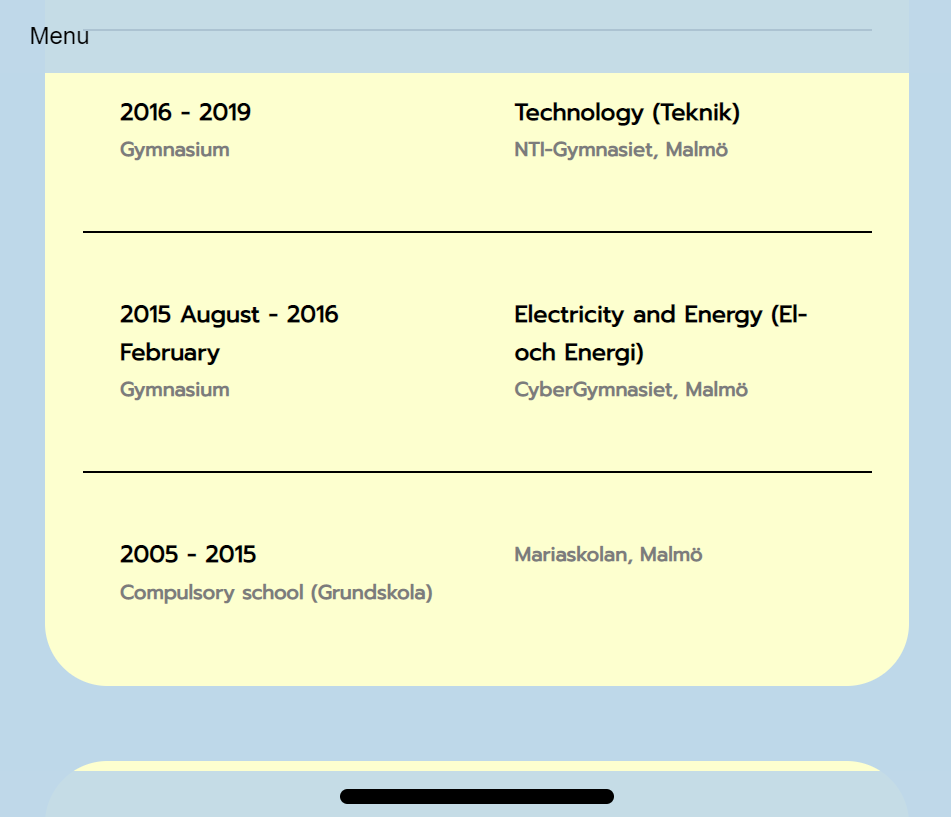 Menu
2016 - 2019
Technology (Teknik)
Gymnasium
NTI-Gymnasiet, Malmö
2015 August - 2016
February
Gymnasium
Electricity and Energy (El-
och Energi)
CyberGymnasiet, Malmö
2005 - 2015
Compulsory school (Grundskola)
Mariaskolan, Malmö